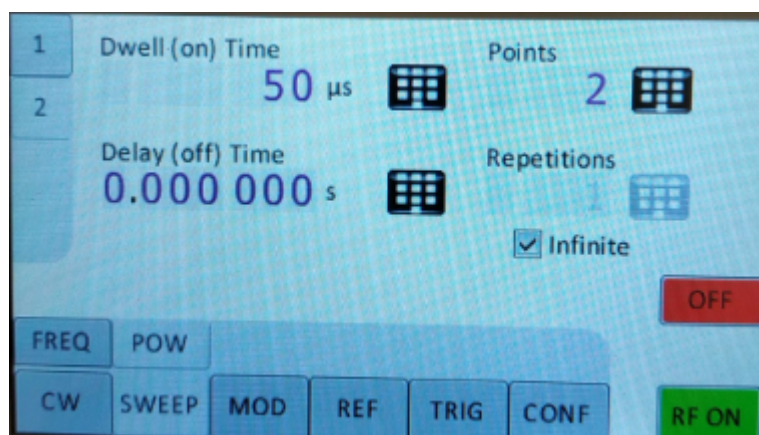 1
Dwell (on) Time
Points
50 µs
2
2
Delay (off) Time
Repetitions
0.000 000 s
1
Infinite
OFF
FREQ POW
CW SWEEP MOD REF TRIG CONF RF ON